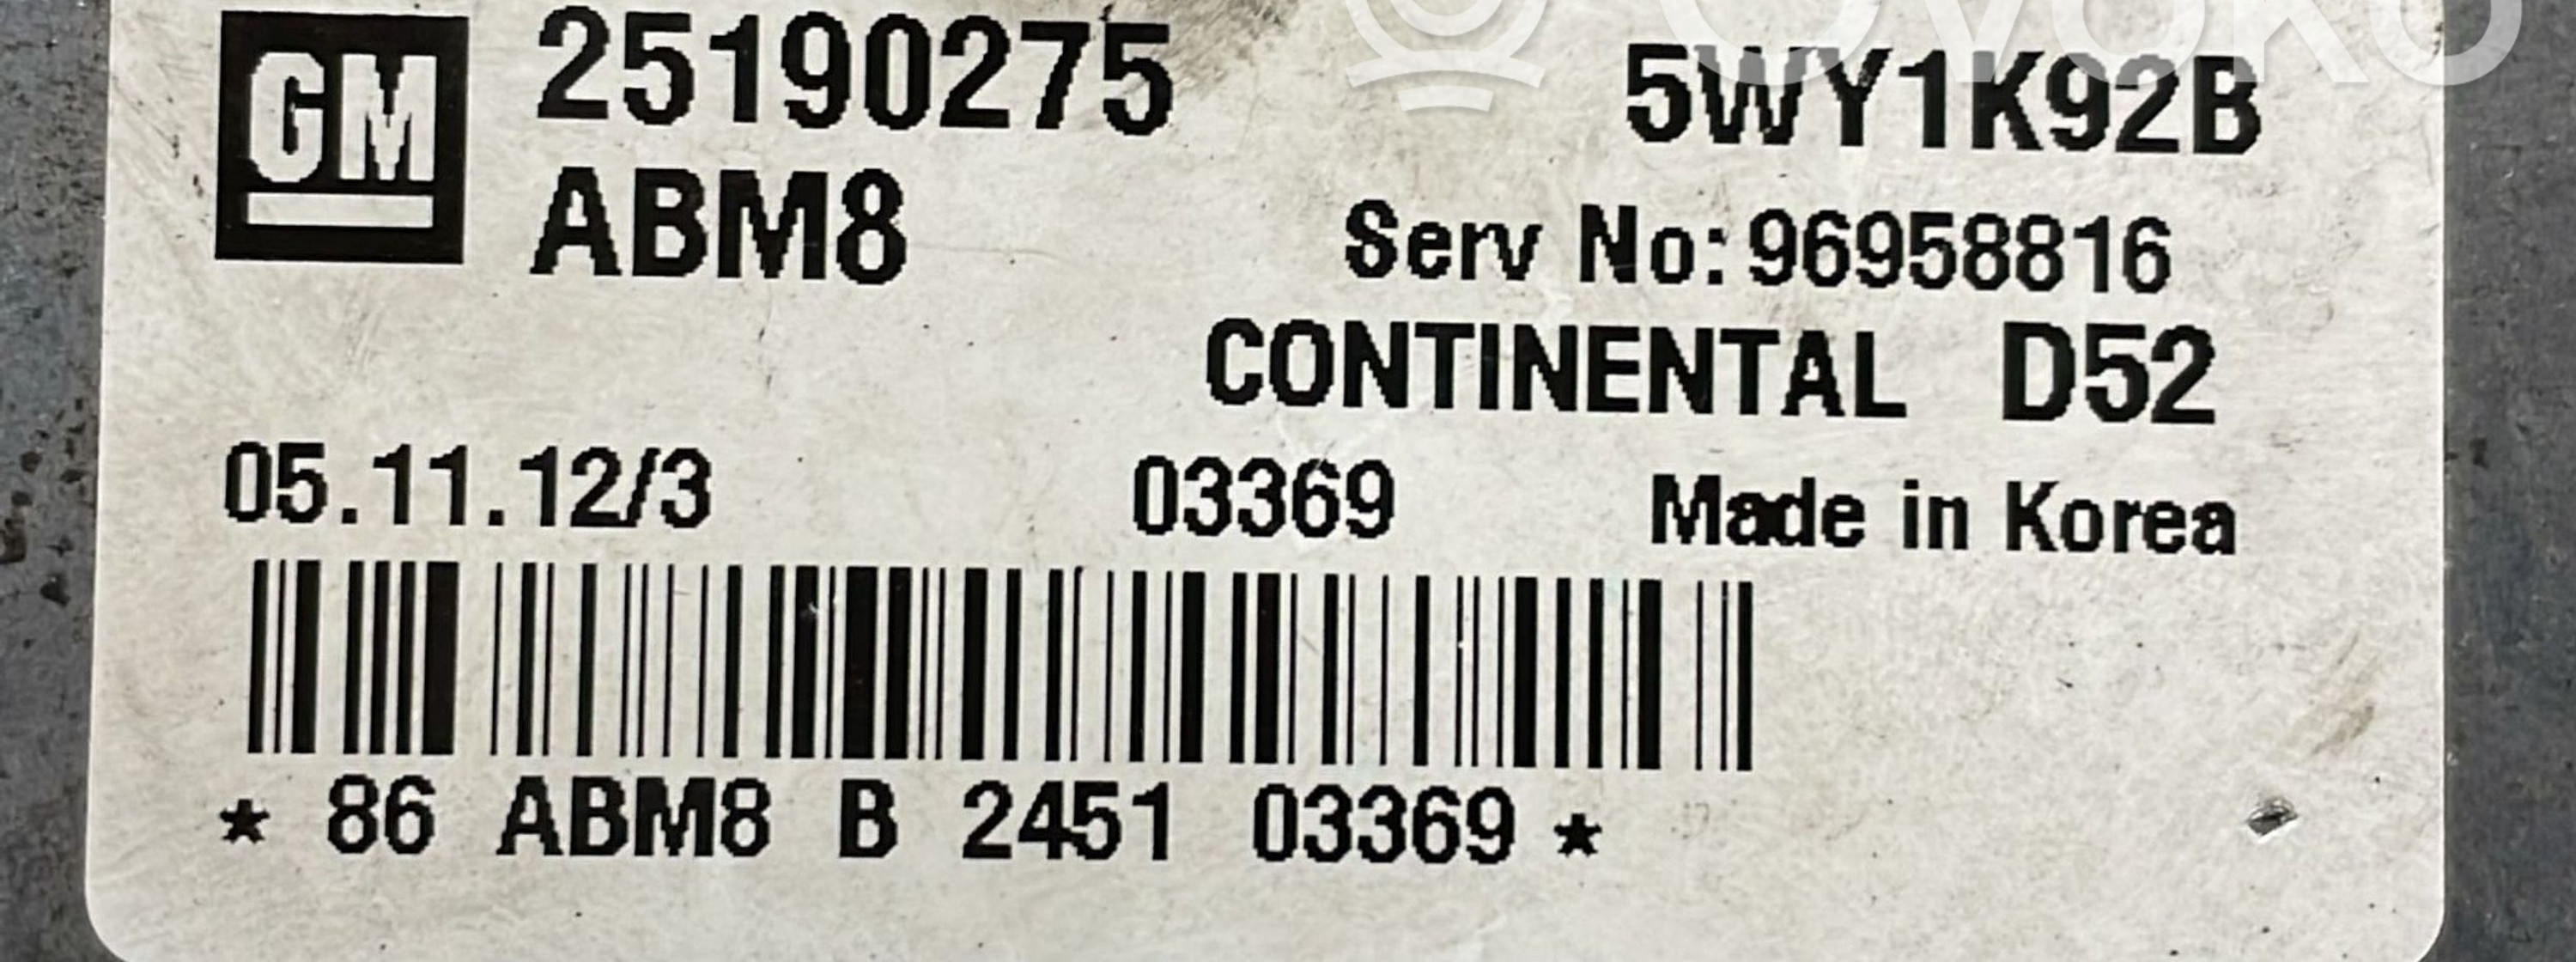 GM 25190275 5WY1K92B
ABM8 Serv No: 96958816
CONTINENTAL D52
05.11.12/3 03369 Made in Korea
* 86 ABM8 B 2451 03369 *
OVOKO